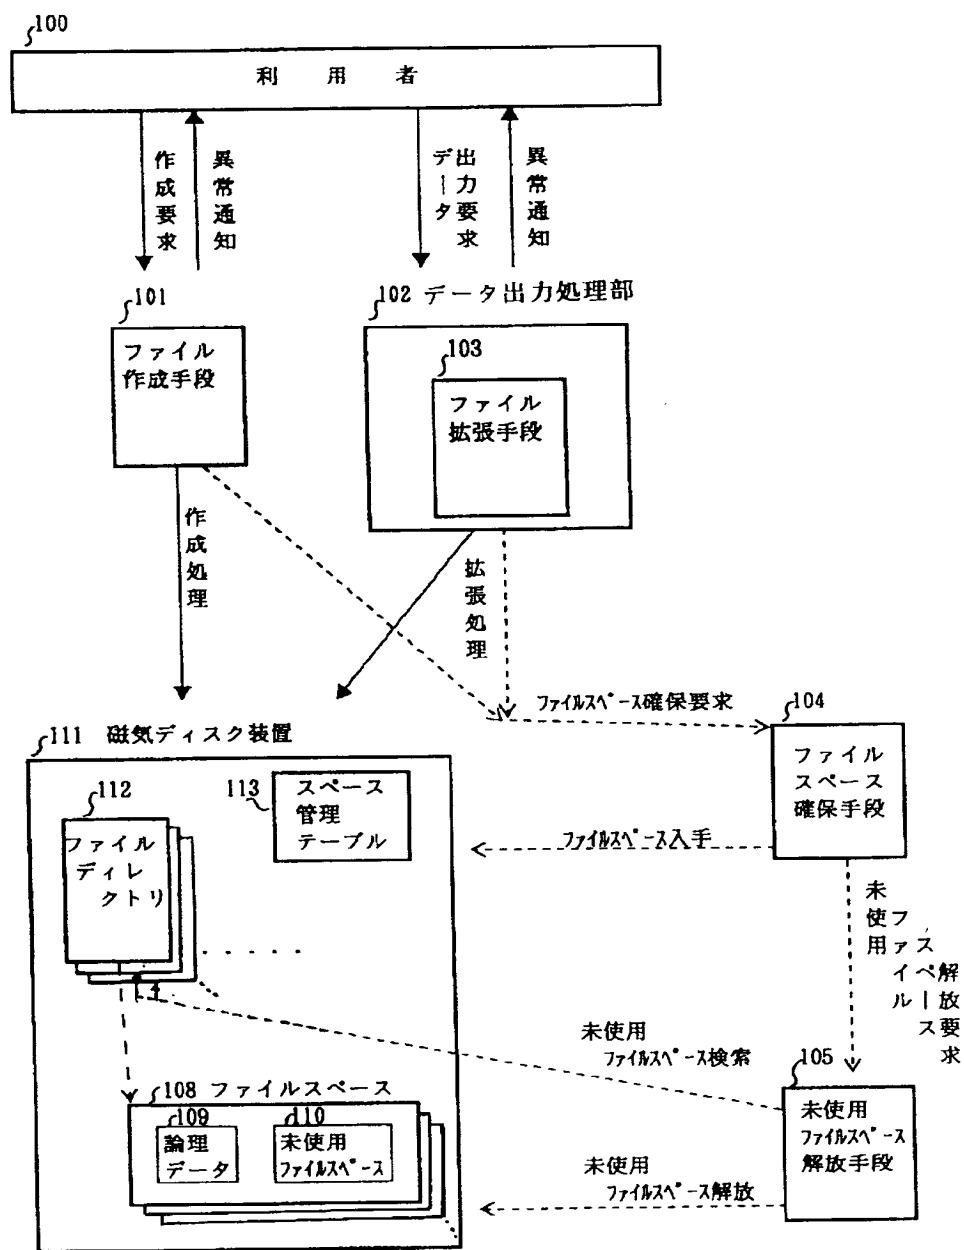 100
利用者
作成要求
異常通知
出力要求
データ
異常通知
101
102 データ出力処理部
ファイル
作成手段
103
ファイル
拡張手段
作成処理
拡張処理
ファイルスペース確保要求
104
ファイル
スペース
確保手段
111 磁気ディスク装置
112
ファイル
ディレ
クトリ
113
スペース
管理
テーブル
ファイルスペース入手
未使用
ファイル
スペース
解放要求
未使用
ファイルスペース検索
105
未使用
ファイルスペース
解放手段
108 ファイルスペース
109
論理
データ
110
未使用
ファイルスペース
未使用
ファイルスペース解放